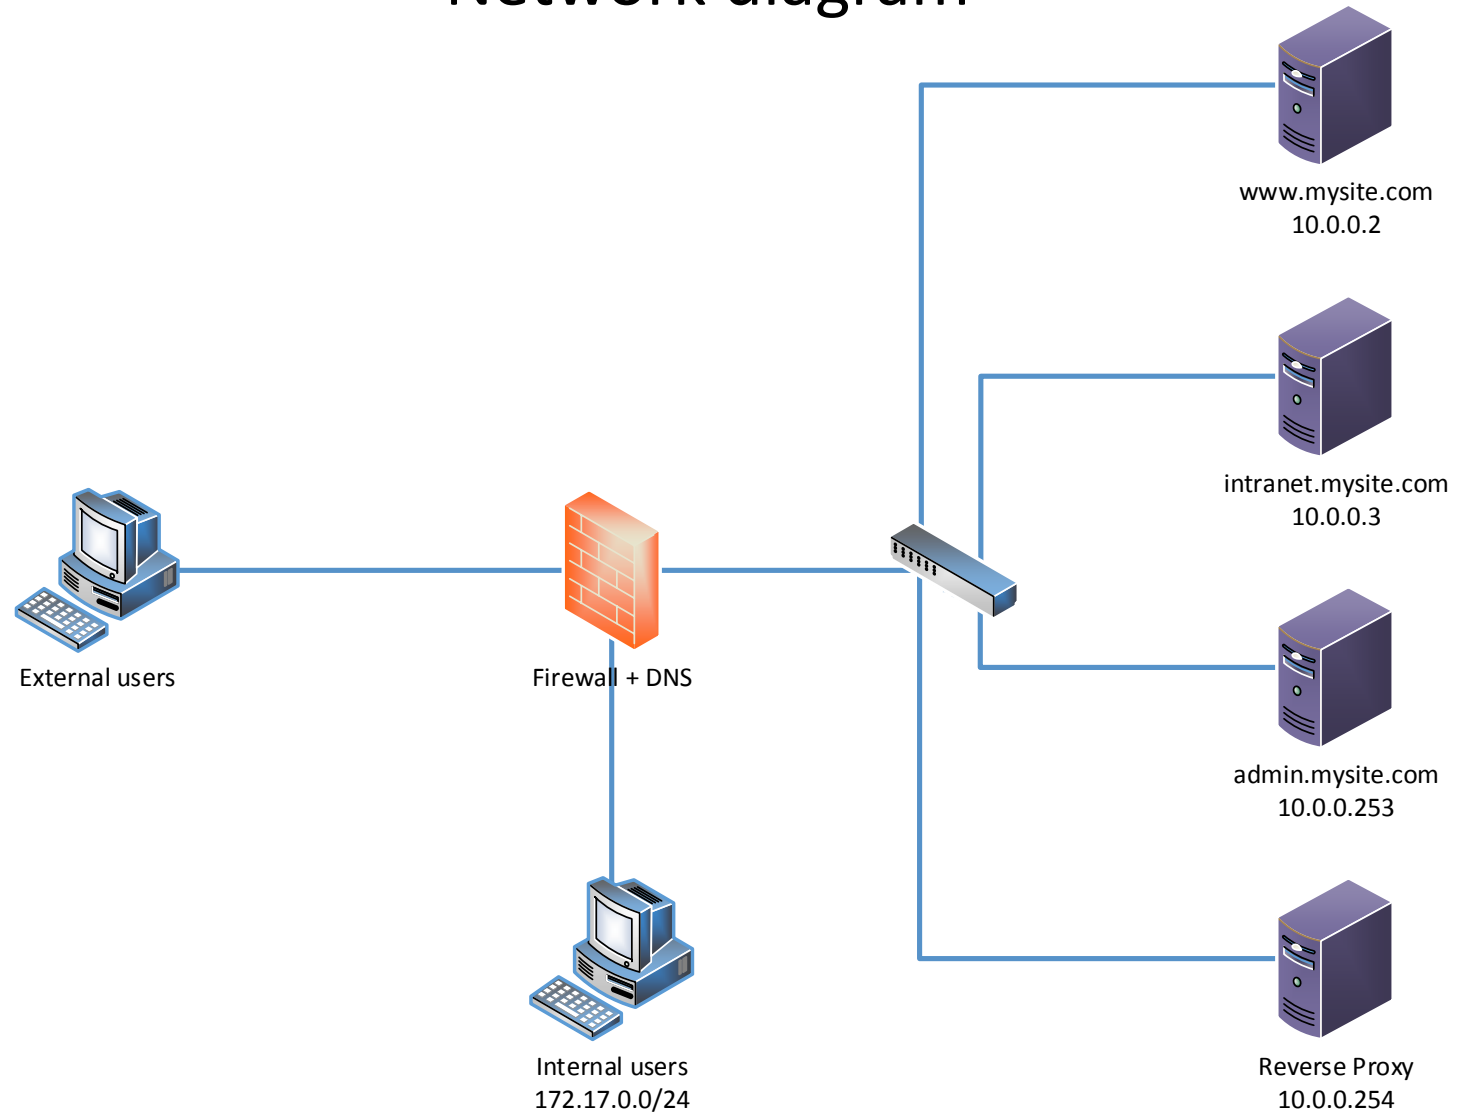 Network diagram
www.mysite.com
10.0.0.2
intranet.mysite.com
10.0.0.3
External users
Firewall + DNS
admin.mysite.com
10.0.0.253
Internal users
172.17.0.0/24
Reverse Proxy
10.0.0.254